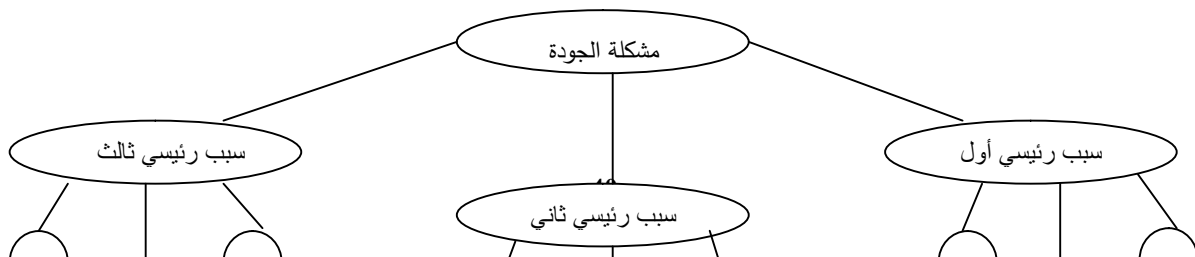 مشكلة الجودة
سبب رئيسي أول
سبب رئيسي ثاني
سبب رئيسي ثالث